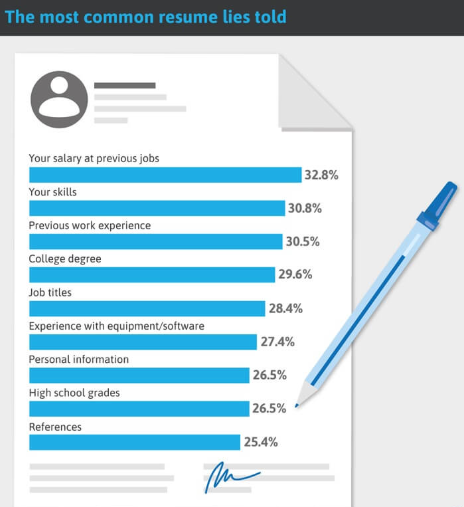 The most common resume lies told
Your salary at previous jobs
32.8%
Your skills
30.8%
Previous work experience
30.5%
College degree
29.6%
Job titles
28.4%
Experience with equipment/software
27.4%
Personal information
26.5%
High school grades
26.5%
References
25.4%